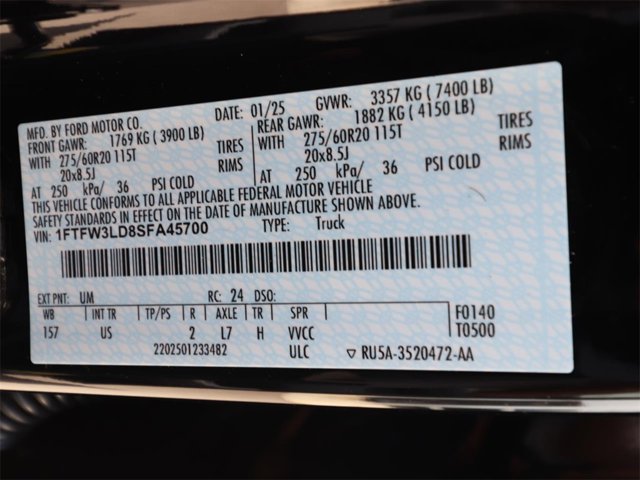 MFG. BY FORD MOTOR CO. DATE: 01/25 GVWR: 3357 KG ( 7400 LB)
FRONT GAWR: 1769 KG ( 3900 LB) REAR GAWR: 1882 KG ( 4150 LB)
WITH 275/60R20 115T TIRES WITH 275/60R20 115T TIRES
20x8.5J RIMS 20x8.5J RIMS
AT 250 kPa/ 36 PSI COLD AT 250 kPa/ 36 PSI COLD
THIS VEHICLE CONFORMS TO ALL APPLICABLE FEDERAL MOTOR VEHICLE
SAFETY STANDARDS IN EFFECT ON THE DATE OF MANUFACTURE SHOWN ABOVE.
VIN: 1FTFW3LD8SFA45700 TYPE: Truck
EXT PNT: UM RC: 24 DSO:
WB INT TR TP/PS R AXLE TR SPR F0140
157 US 2 L7 H VVCC T0500
2202501233482 ULC ▽ RU5A-3520472-AA